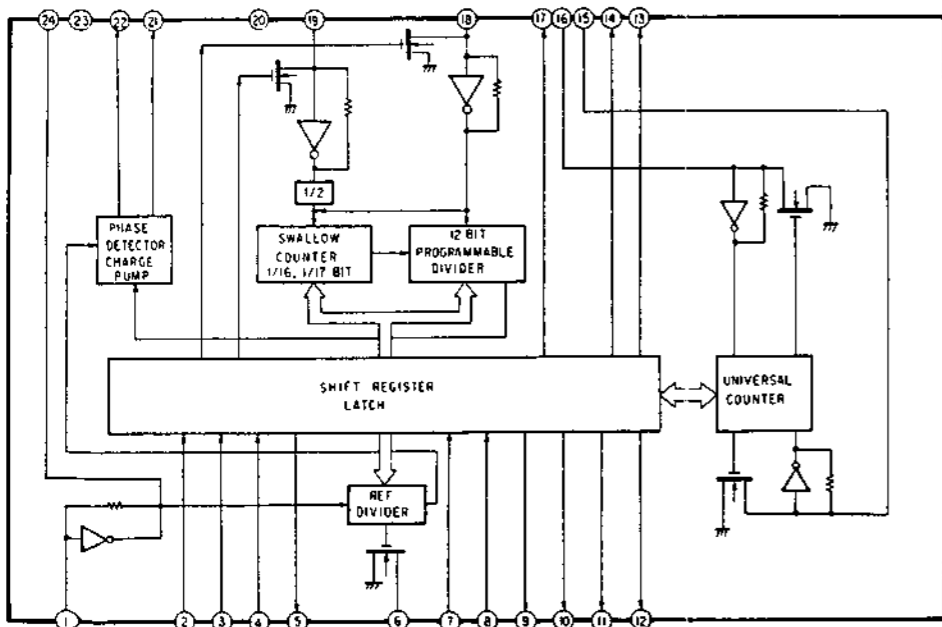 24 23 22 21 20 19 18 17 16 15 14 13
1/2
PHASE
DETECTOR
CHARGE
PUMP
SWALLOW
COUNTER
1/16, 1/17 BIT
12 BIT
PROGRAMMABLE
DIVIDER
SHIFT REGISTER
LATCH
UNIVERSAL
COUNTER
REF
DIVIDER
1 2 3 4 5 6 7 8 9 10 11 12